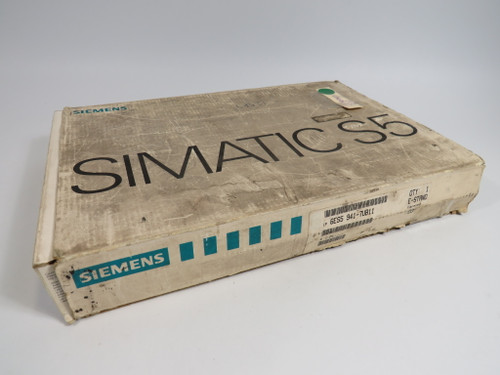 SIEMENS
SIMATIC S5
SIEMENS
6ES5 941-7UB11
QTY 1